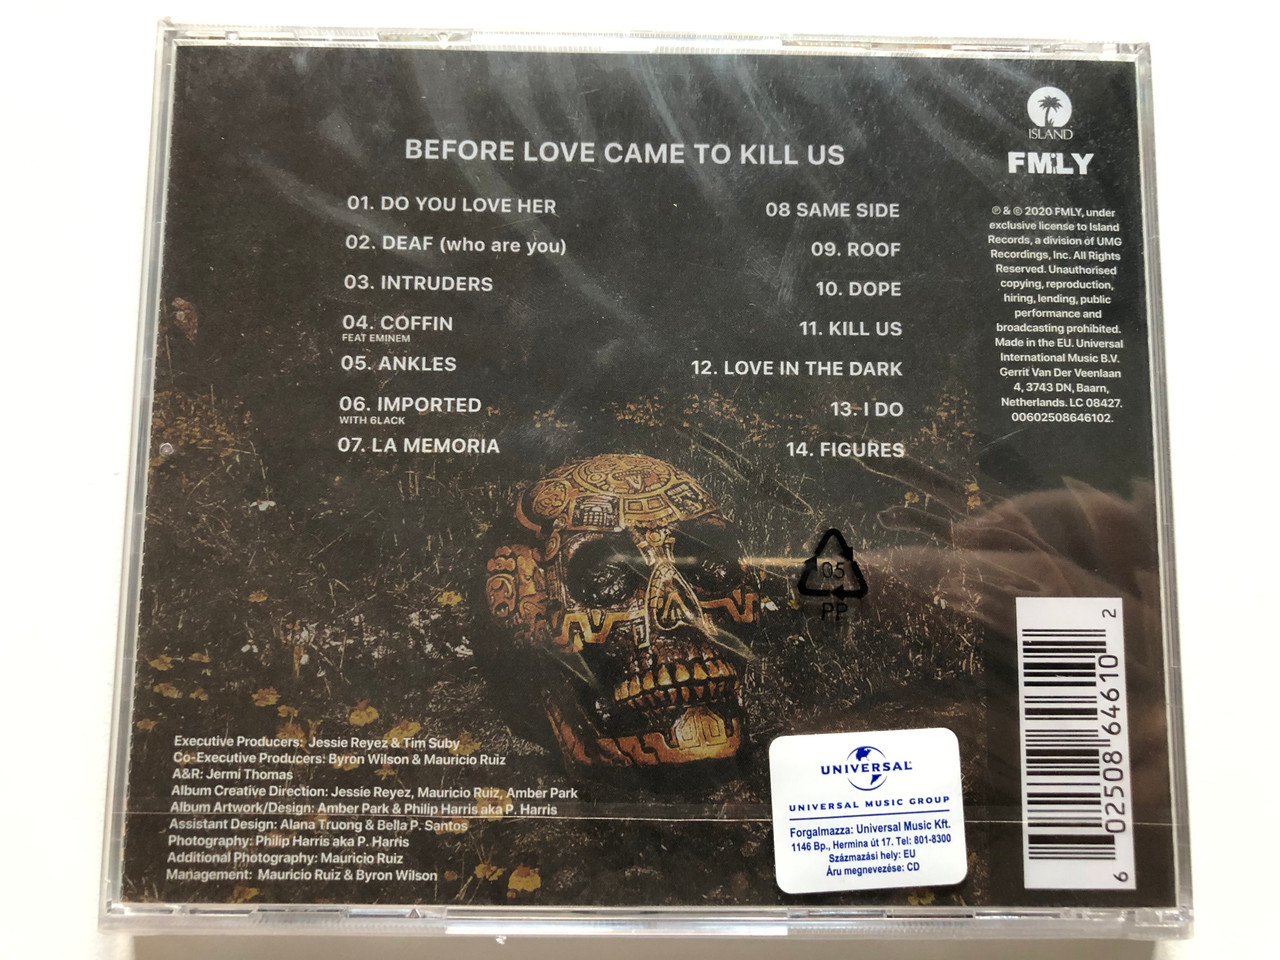 BEFORE LOVE CAME TO KILL US
01. DO YOU LOVE HER
02. DEAF (who are you)
03. INTRUDERS
04. COFFIN
FEAT EMINEM
05. ANKLES
06. IMPORTED
WITH 6LACK
07. LA MEMORIA
08 SAME SIDE
09. ROOF
10. DOPE
11. KILL US
12. LOVE IN THE DARK
13. I DO
14. FIGURES
ISLAND
FMLY
℗ & © 2020 FMLY, under
exclusive license to Island
Records, a division of UMG
Recordings, Inc. All Rights
Reserved. Unauthorised
copying, reproduction,
hiring, lending, public
performance and
broadcasting prohibited.
Made in the EU. Universal
International Music B.V.
Gerrit Van Der Veenlaan
4, 3743 DN, Baarn,
Netherlands. LC 08427.
00602508646102.
05
PP
Executive Producers: Jessie Reyez & Tim Suby
Co-Executive Producers: Byron Wilson & Mauricio Ruiz
A&R: Jermi Thomas
Album Creative Direction: Jessie Reyez, Mauricio Ruiz, Amber Park
Album Artwork/Design: Amber Park & Philip Harris aka P. Harris
Assistant Design: Alana Truong & Bella P. Santos
Photography: Philip Harris aka P. Harris
Additional Photography: Mauricio Ruiz
Management: Mauricio Ruiz & Byron Wilson
UNIVERSAL
UNIVERSAL MUSIC GROUP
Forgalmazza: Universal Music Kft.
1146 Bp., Hermina út 17. Tel: 801-8300
Származási hely: EU
Áru megnevezése: CD
6 02508 64610 2